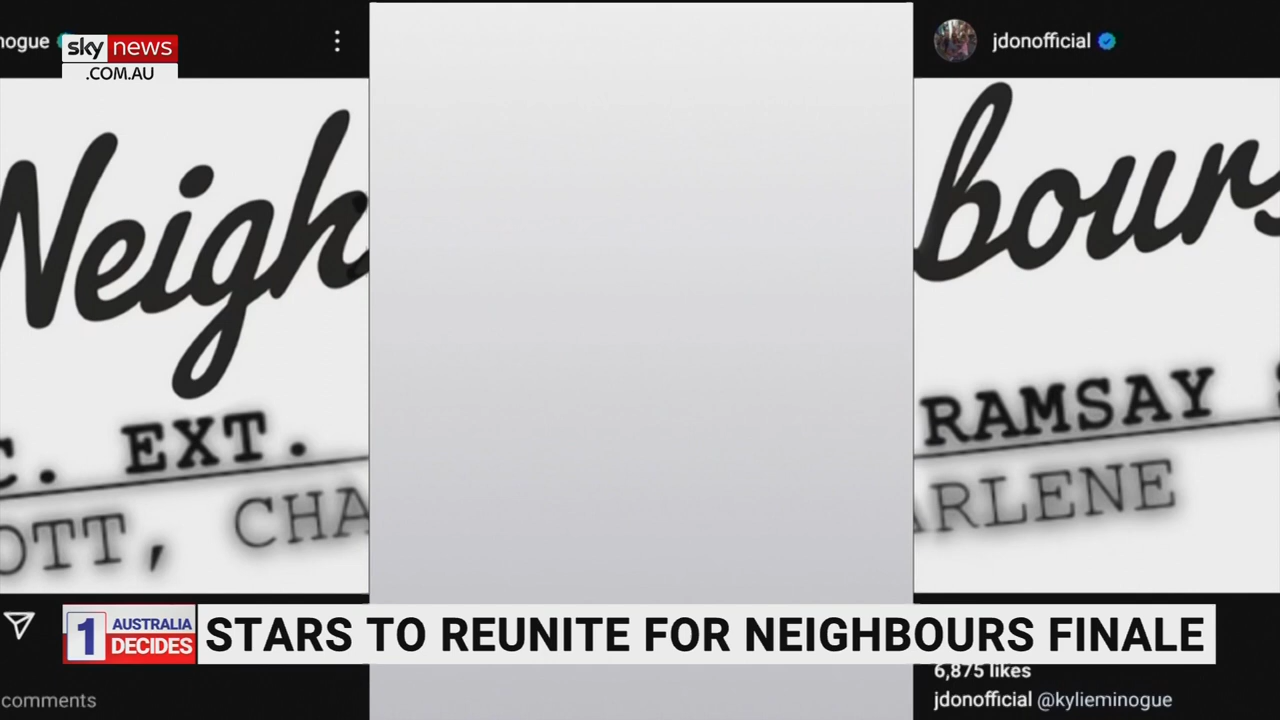 nogue
sky news
.COM.AU
jdonofficial
Neigh
bours
C. EXT.
RAMSAY
OTT, CHA
ARLENE
1 AUSTRALIA DECIDES
STARS TO REUNITE FOR NEIGHBOURS FINALE
6,875 likes
comments
jdonofficial @kylieminogue